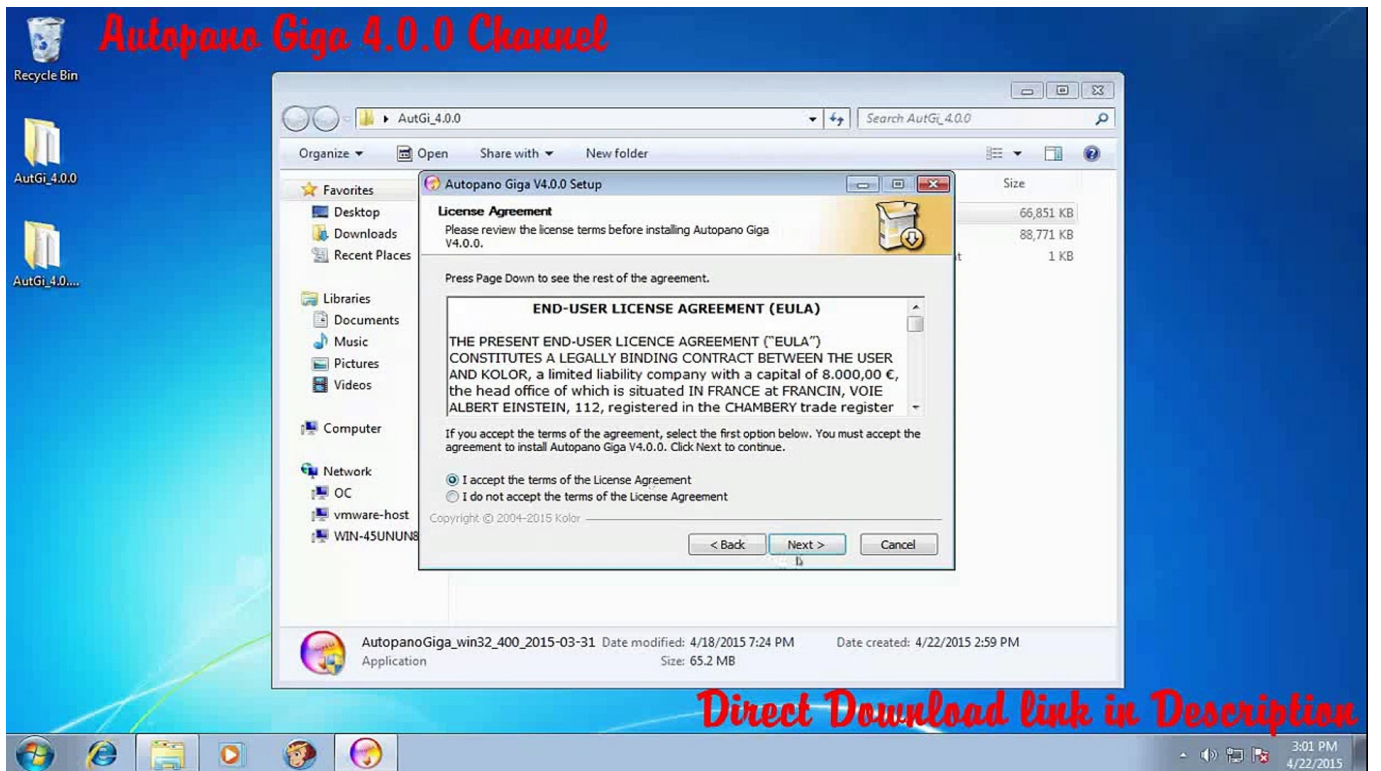 Autopano Giga 4.0.0 Channel
Recycle Bin
AutGi_4.0.0
AutGi_4.0....
AutGi_4.0.0
Search AutGi_4.0.0
Organize
Open
Share with
New folder
Favorites
Desktop
Downloads
Recent Places
Libraries
Documents
Music
Pictures
Videos
Computer
Network
OC
vmware-host
WIN-45UNUN8
Size
66,851 KB
88,771 KB
1 KB
Autopano Giga V4.0.0 Setup
License Agreement
Please review the license terms before installing Autopano Giga
V4.0.0.
Press Page Down to see the rest of the agreement.
END-USER LICENSE AGREEMENT (EULA)
THE PRESENT END-USER LICENCE AGREEMENT ("EULA")
CONSTITUTES A LEGALLY BINDING CONTRACT BETWEEN THE USER
AND KOLOR, a limited liability company with a capital of 8.000,00 €,
the head office of which is situated IN FRANCE at FRANCIN, VOIE
ALBERT EINSTEIN, 112, registered in the CHAMBERY trade register
If you accept the terms of the agreement, select the first option below. You must accept the
agreement to install Autopano Giga V4.0.0. Click Next to continue.
I accept the terms of the License Agreement
I do not accept the terms of the License Agreement
Copyright © 2004-2015 Kolor
< Back
Next >
Cancel
AutopanoGiga_win32_400_2015-03-31 Date modified: 4/18/2015 7:24 PM Date created: 4/22/2015 2:59 PM
Application Size: 65.2 MB
Direct Download link in Description
3:01 PM
4/22/2015